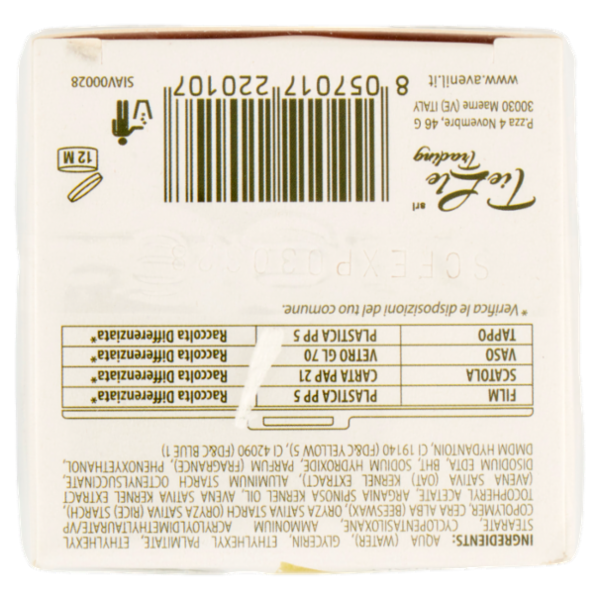 INGREDIENTS: AQUA (WATER), GLYCERIN, ETHYLHEXYL PALMITATE, ETHYLHEXYL
STEARATE, CYCLOPENTASILOXANE, AMMONIUM ACRYLOYLDIMETHYLTAURATE/VP
COPOLYMER, CERA ALBA (BEESWAX), ORYZA SATIVA STARCH (ORYZA SATIVA (RICE) STARCH),
TOCOPHERYL ACETATE, ARGANIA SPINOSA KERNEL OIL, AVENA SATIVA KERNEL EXTRACT
(AVENA SATIVA (OAT) KERNEL EXTRACT), ALUMINUM STARCH OCTENYLSUCCINATE,
DISODIUM EDTA, BHT, SODIUM HYDROXIDE, PARFUM (FRAGRANCE), PHENOXYETHANOL,
DMDM HYDANTOIN, CI 19140 (FD&C YELLOW 5), CI 42090 (FD&C BLUE 1)
FILM PLASTICA PP 5 Raccolta Differenziata*
SCATOLA CARTA PAP 21 Raccolta Differenziata*
VASO VETRO GL 70 Raccolta Differenziata*
TAPPO PLASTICA PP 5 Raccolta Differenziata*
*Verifica le disposizioni del tuo comune.
TieLle srl
Trading
P.zza 4 Novembre, 46 G
30030 Maerne (VE) ITALY
www.avenil.it
12 M
8 057017 220107
SIAV00028